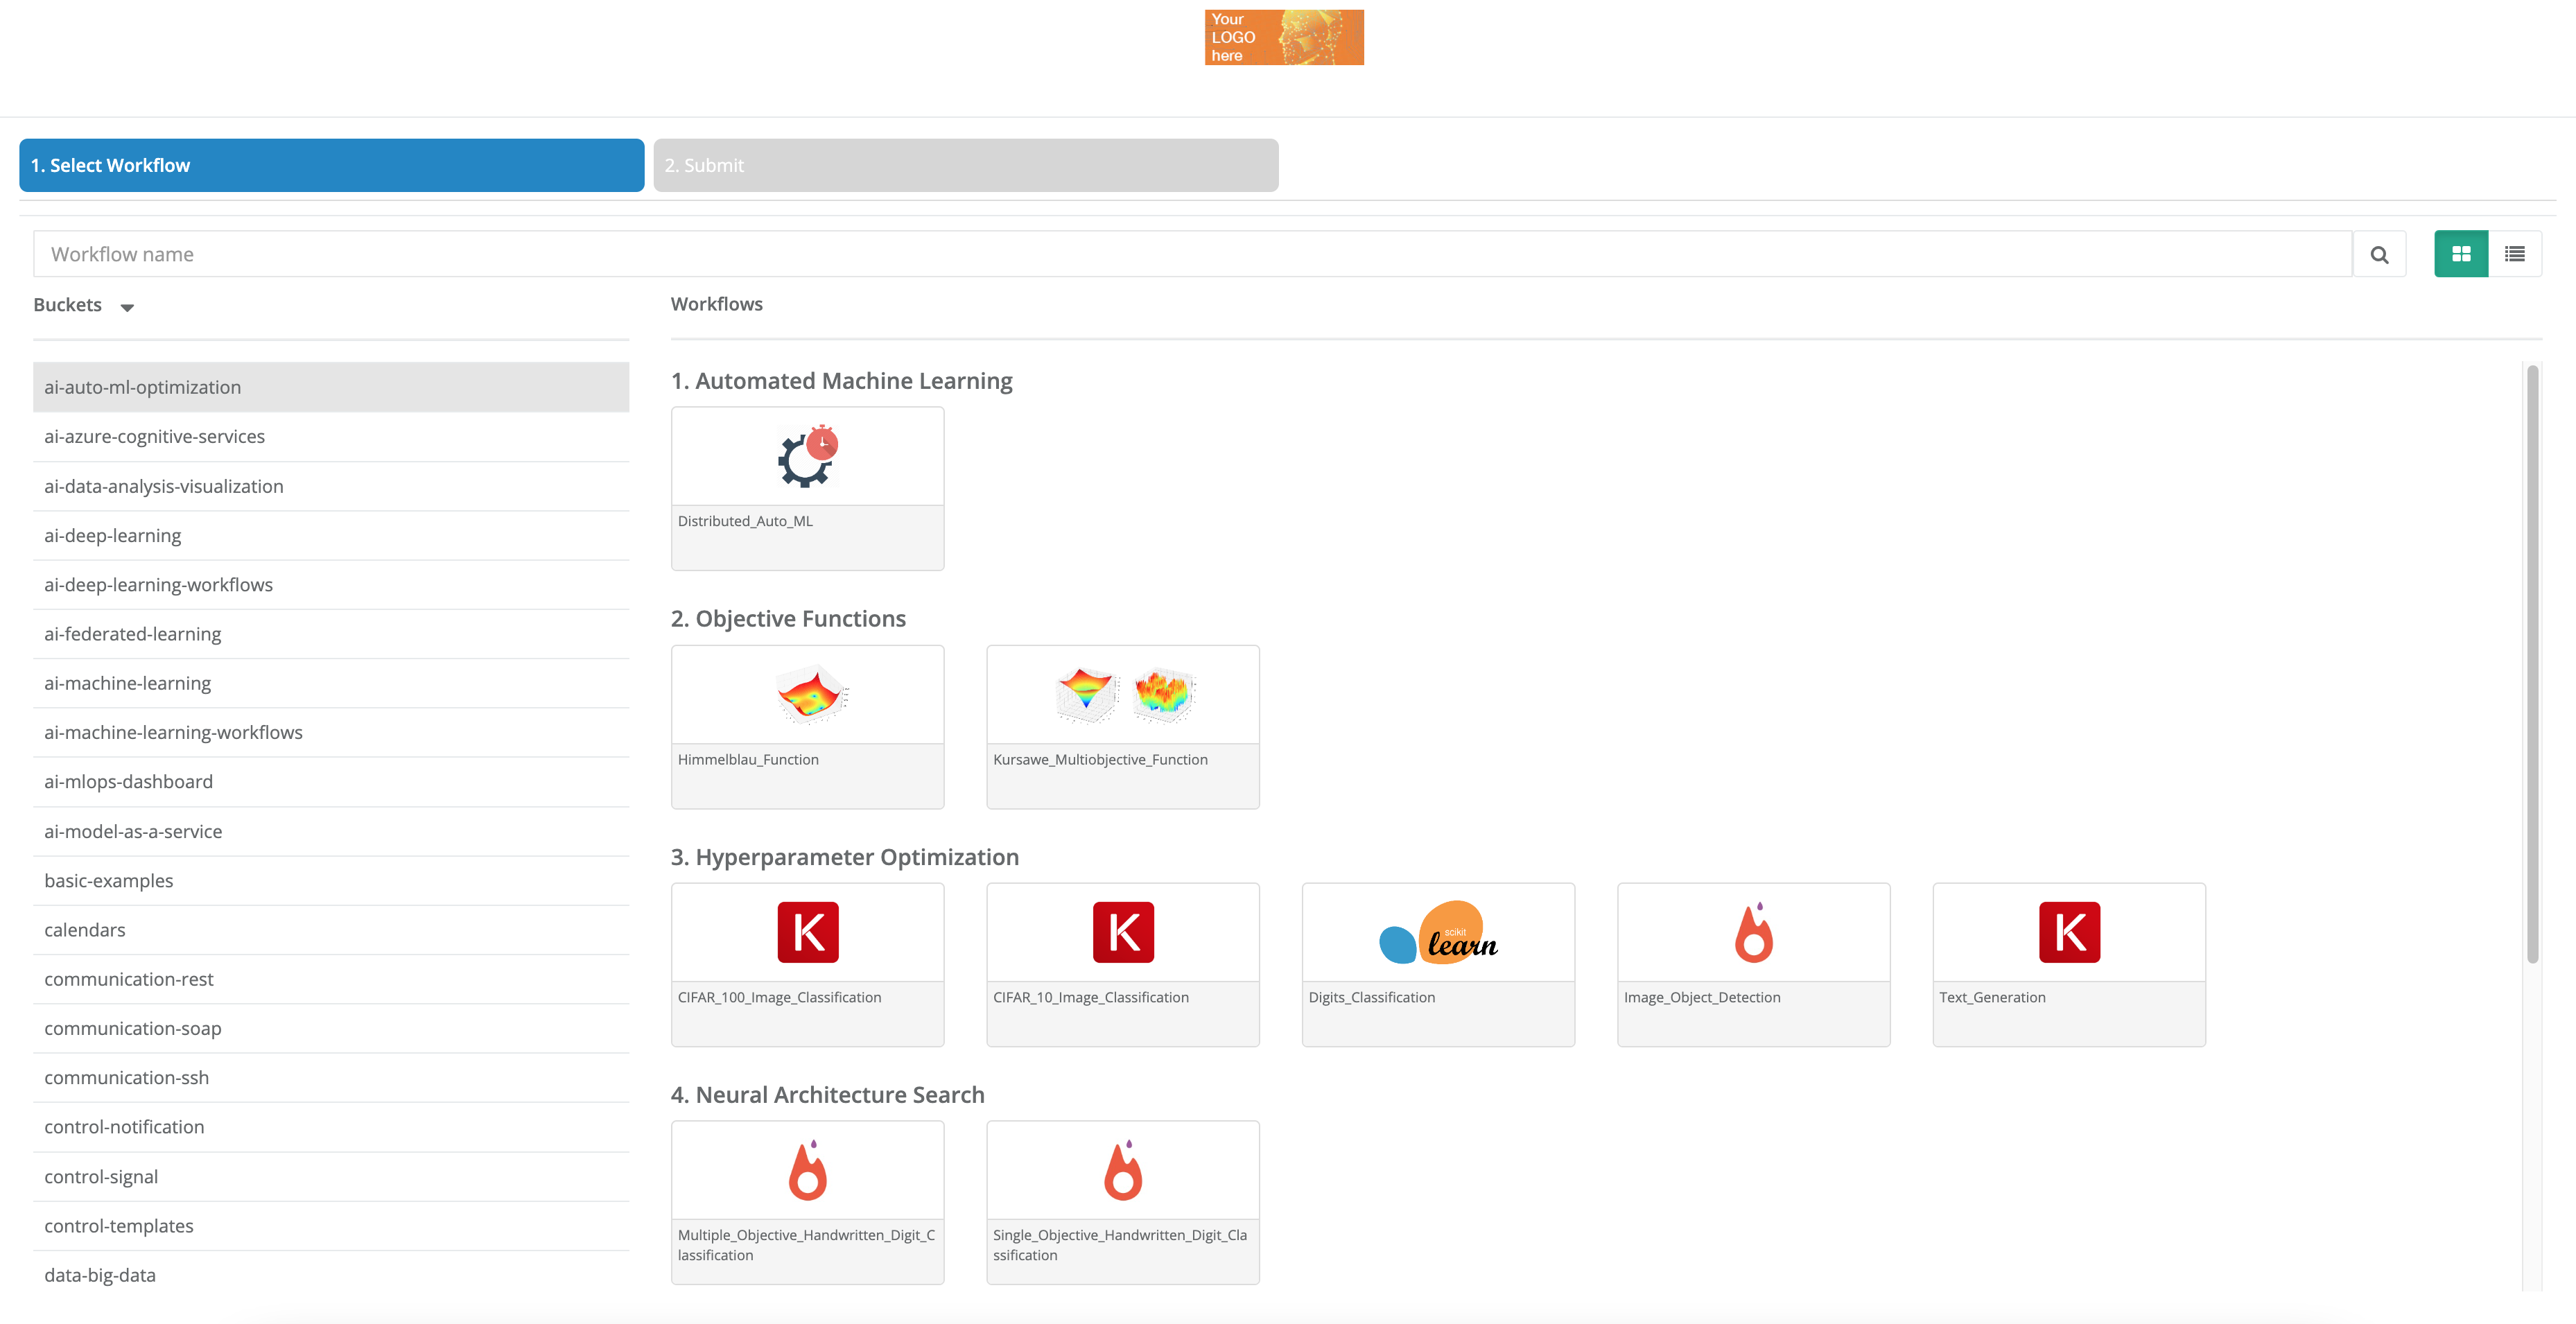 Your
LOGO
here
1. Select Workflow
2. Submit
Workflow name
Buckets
Workflows
ai-auto-ml-optimization
ai-azure-cognitive-services
ai-data-analysis-visualization
ai-deep-learning
ai-deep-learning-workflows
ai-federated-learning
ai-machine-learning
ai-machine-learning-workflows
ai-mlops-dashboard
ai-model-as-a-service
basic-examples
calendars
communication-rest
communication-soap
communication-ssh
control-notification
control-signal
control-templates
data-big-data
1. Automated Machine Learning
Distributed_Auto_ML
2. Objective Functions
Himmelblau_Function
Kursawe_Multiobjective_Function
3. Hyperparameter Optimization
K
CIFAR_100_Image_Classification
K
CIFAR_10_Image_Classification
scikit
learn
Digits_Classification
Image_Object_Detection
K
Text_Generation
4. Neural Architecture Search
Multiple_Objective_Handwritten_Digit_C
lassification
Single_Objective_Handwritten_Digit_Cla
ssification